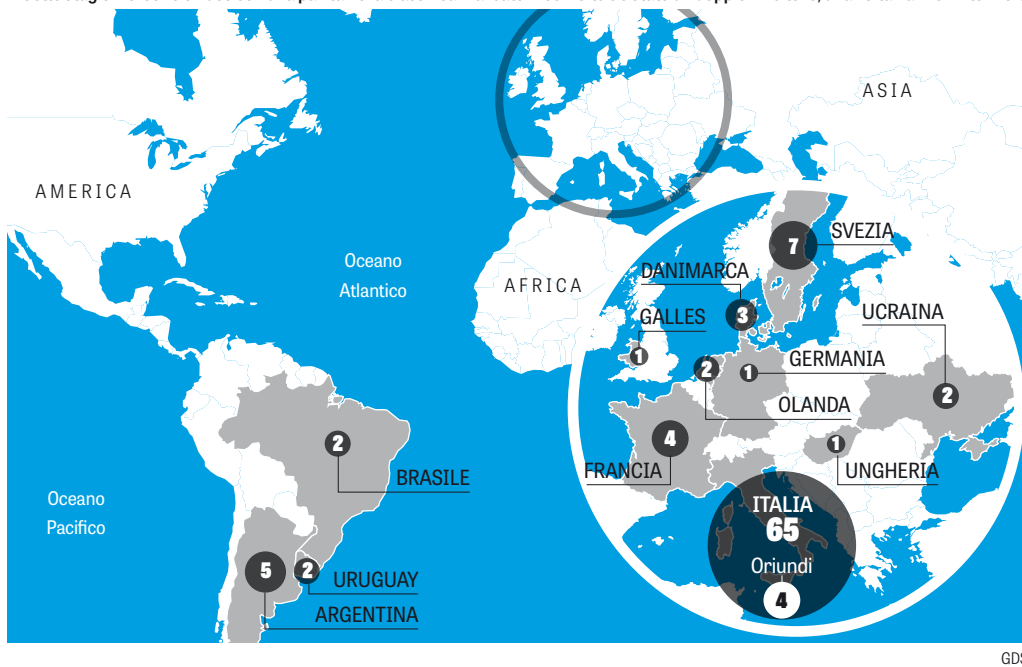 ASIA
AMERICA
SVEZIA
7
Oceano
Atlantico
AFRICA
DANIMARCA
3
GALLES
1
UCRAINA
2
GERMANIA
1
2
OLANDA
4
FRANCIA
1
UNGHERIA
2
BRASILE
Oceano
Pacifico
ITALIA
65
Oriundi
4
5
2
URUGUAY
ARGENTINA